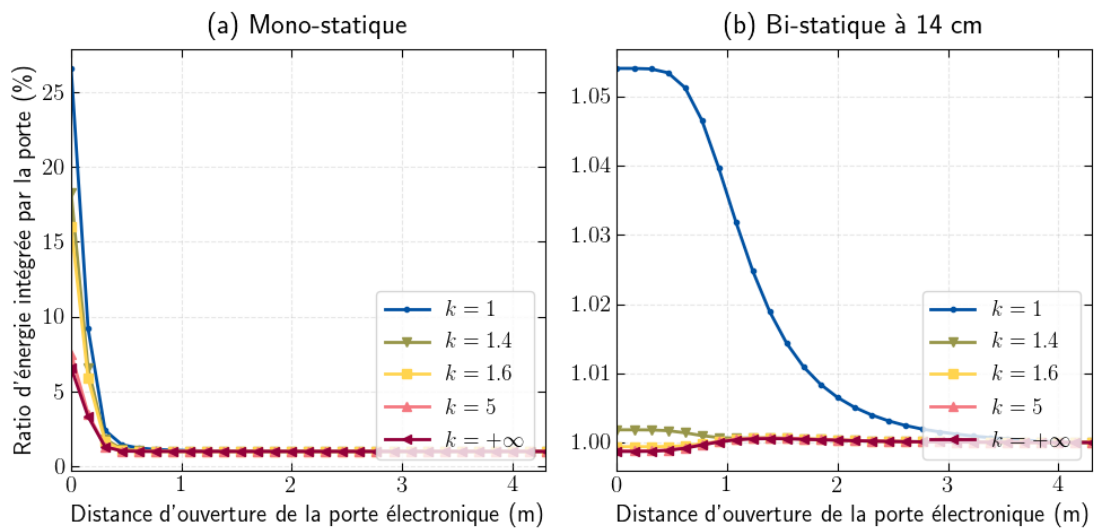 (a) Mono-statique
(b) Bi-statique à 14 cm
Ratio d'énergie intégrée par la porte (%)
25
20
15
10
5
0
0
1
2
3
4
k = 1
k = 1.4
k = 1.6
k = 5
k = +∞
Distance d'ouverture de la porte électronique (m)
1.05
1.04
1.03
1.02
1.01
1.00
0
1
2
3
4
k = 1
k = 1.4
k = 1.6
k = 5
k = +∞
Distance d'ouverture de la porte électronique (m)